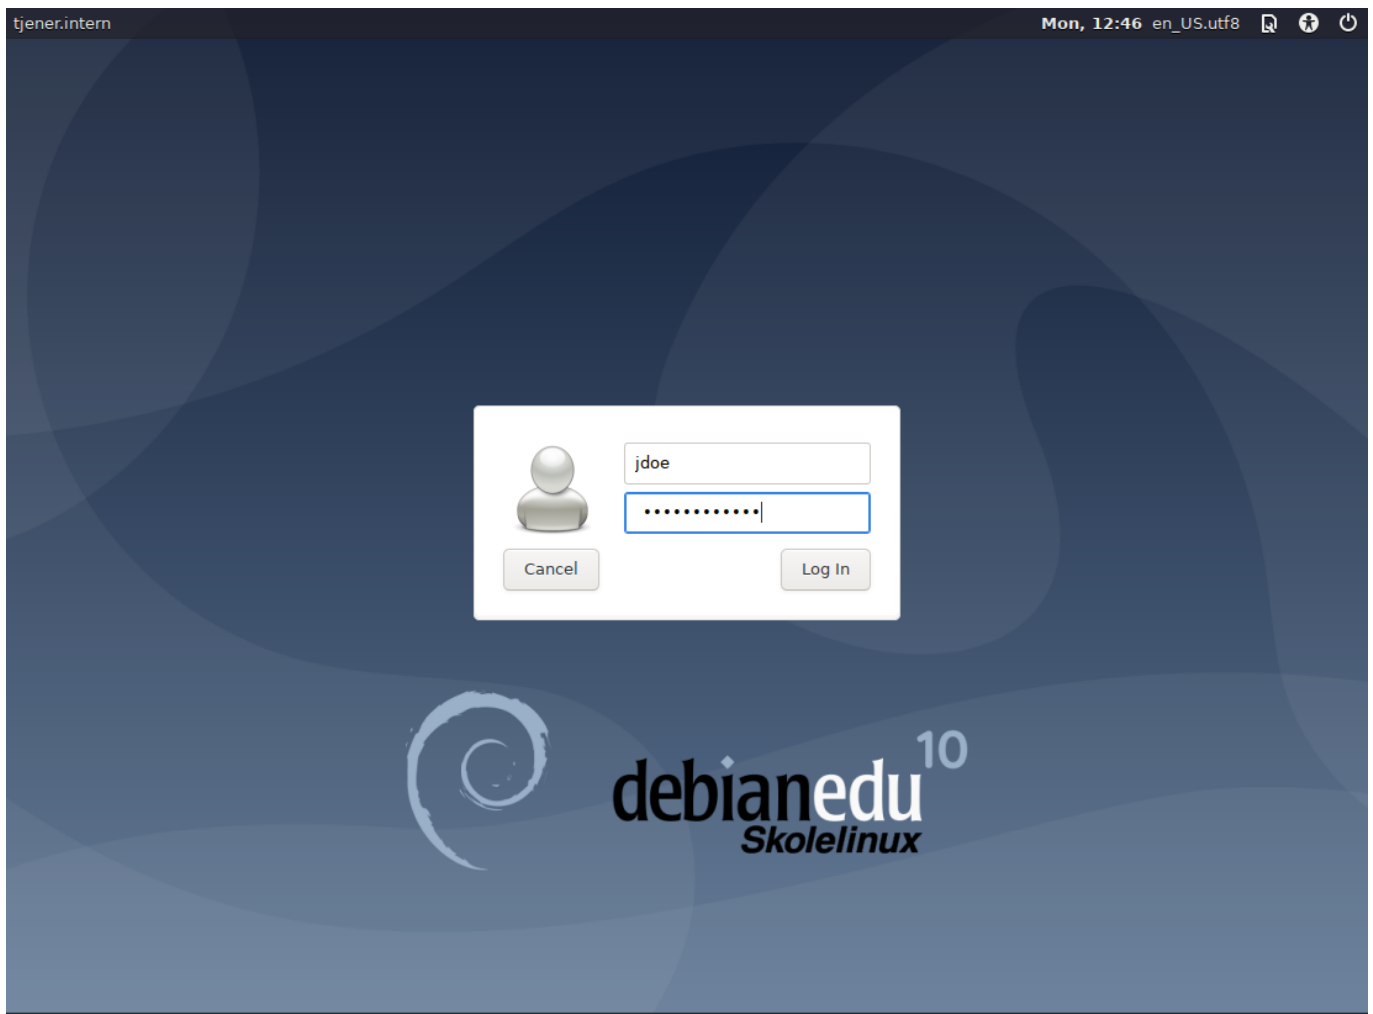 tjener.intern
Mon, 12:46 en_US.utf8
jdoe
••••••••••••
Cancel
Log In
debianedu 10
Skolelinux